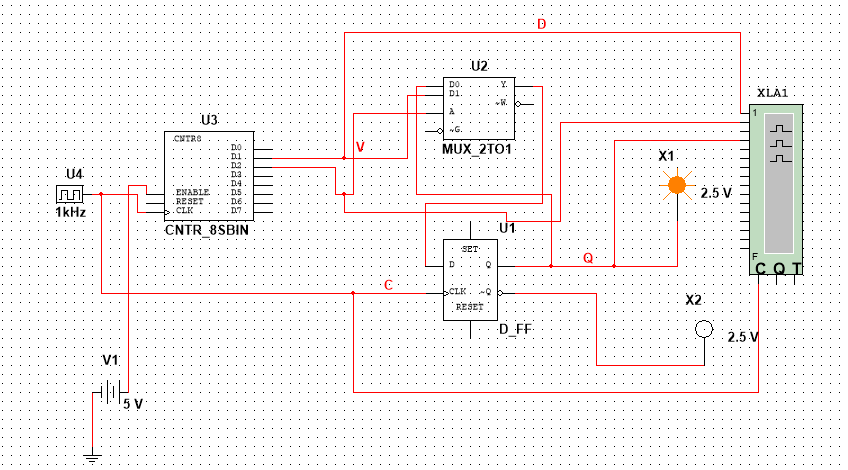 D
U2
XLA1
D0
Y
D1
~W
A
~G
MUX_2TO1
1
U3
CNTR8
D0
D1
D2
D3
D4
D5
D6
D7
ENABLE
RESET
CLK
CNTR_8SBIN
V
U4
1kHz
X1
2.5 V
U1
SET
D
Q
CLK
~Q
RESET
D_FF
Q
C
F
C Q T
X2
2.5 V
V1
5 V